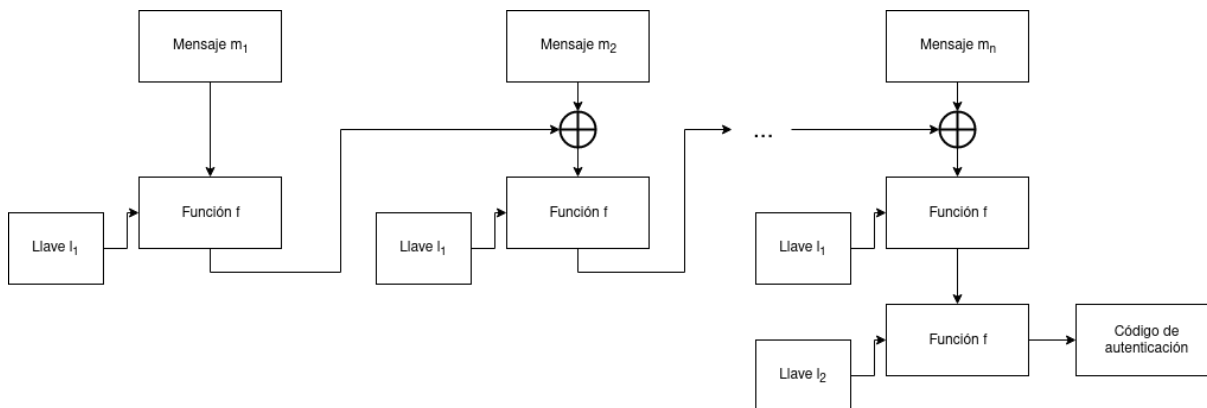 Mensaje m₁
Mensaje m₂
Mensaje mₙ
...
Función f
Función f
Función f
Llave l₁
Llave l₁
Llave l₁
Función f
Código de
autenticación
Llave l₂